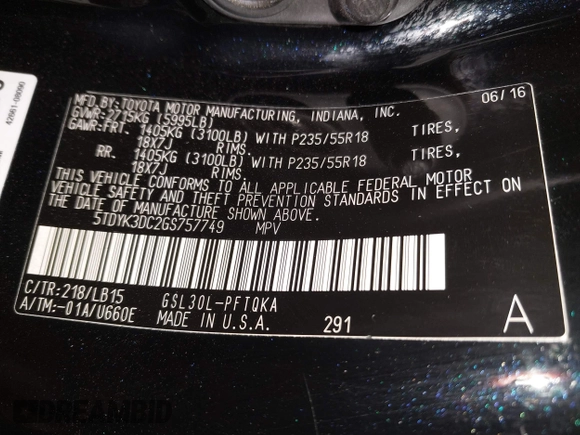 42661-08090
MFD.BY:TOYOTA MOTOR MANUFACTURING, INDIANA, INC. 06/16
GVWR: 2715KG (5995LB)
GAWR:FRT. 1405KG (3100LB) WITH P235/55R18 TIRES,
18X7J RIMS.
RR. 1405KG (3100LB) WITH P235/55R18 TIRES,
18X7J RIMS.
THIS VEHICLE CONFORMS TO ALL APPLICABLE FEDERAL MOTOR
VEHICLE SAFETY AND THEFT PREVENTION STANDARDS IN EFFECT ON
THE DATE OF MANUFACTURE SHOWN ABOVE.
5TDYK3DC2GS757749 MPV
C/TR:218/LB15 GSL30L-PFTQKA
A/TM:-01A/U660E MADE IN U.S.A. 291 A
DREAMBID